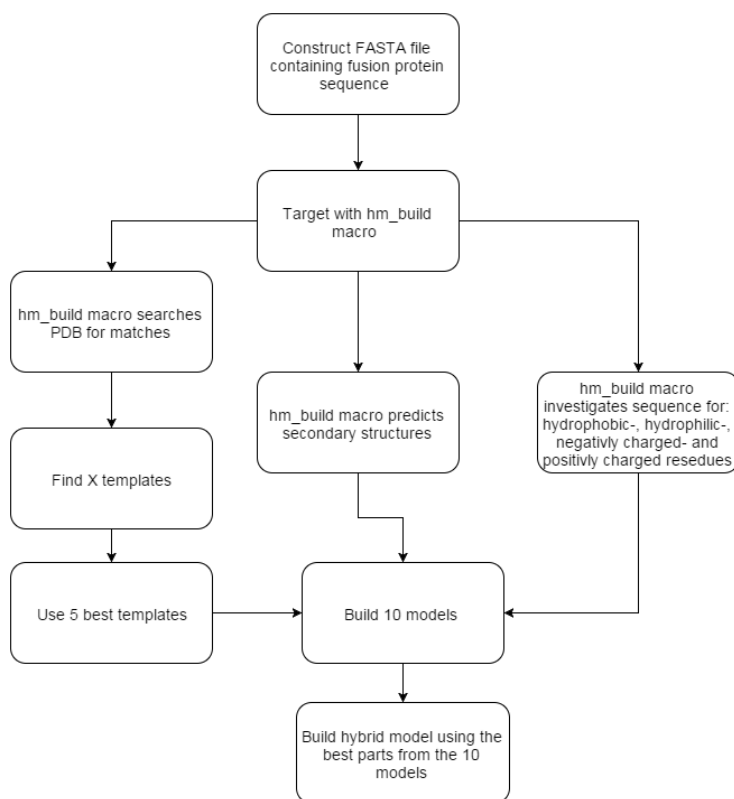 Construct FASTA file
containing fusion protein
sequence
Target with hm_build
macro
hm_build macro searches
PDB for matches
hm_build macro predicts
secondary structures
hm_build macro
investigates sequence for:
hydrophobic-, hydrophilic-,
negativly charged- and
positivly charged resedues
Find X templates
Use 5 best templates
Build 10 models
Build hybrid model using the
best parts from the 10
models